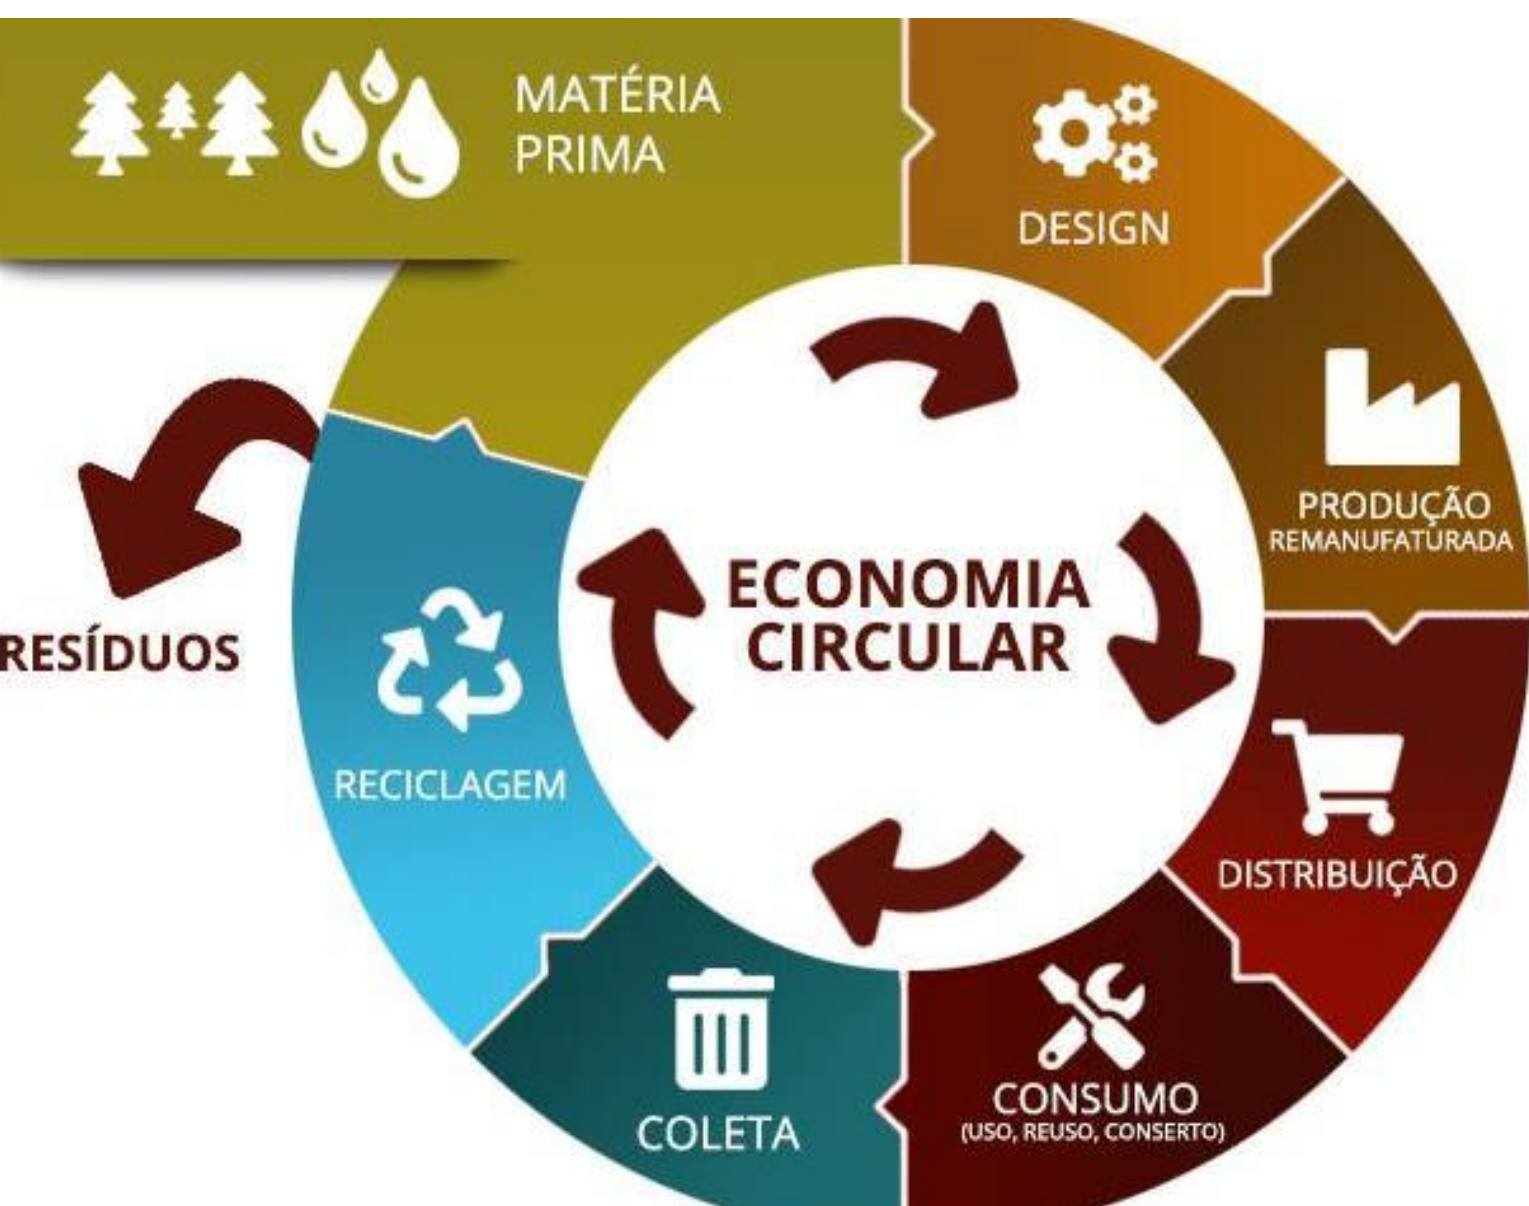 MATÉRIA
PRIMA
DESIGN
PRODUÇÃO
REMANUFATURADA
ECONOMIA
CIRCULAR
RESÍDUOS
RECICLAGEM
DISTRIBUIÇÃO
COLETA
CONSUMO
(USO, REUSO, CONSERTO)